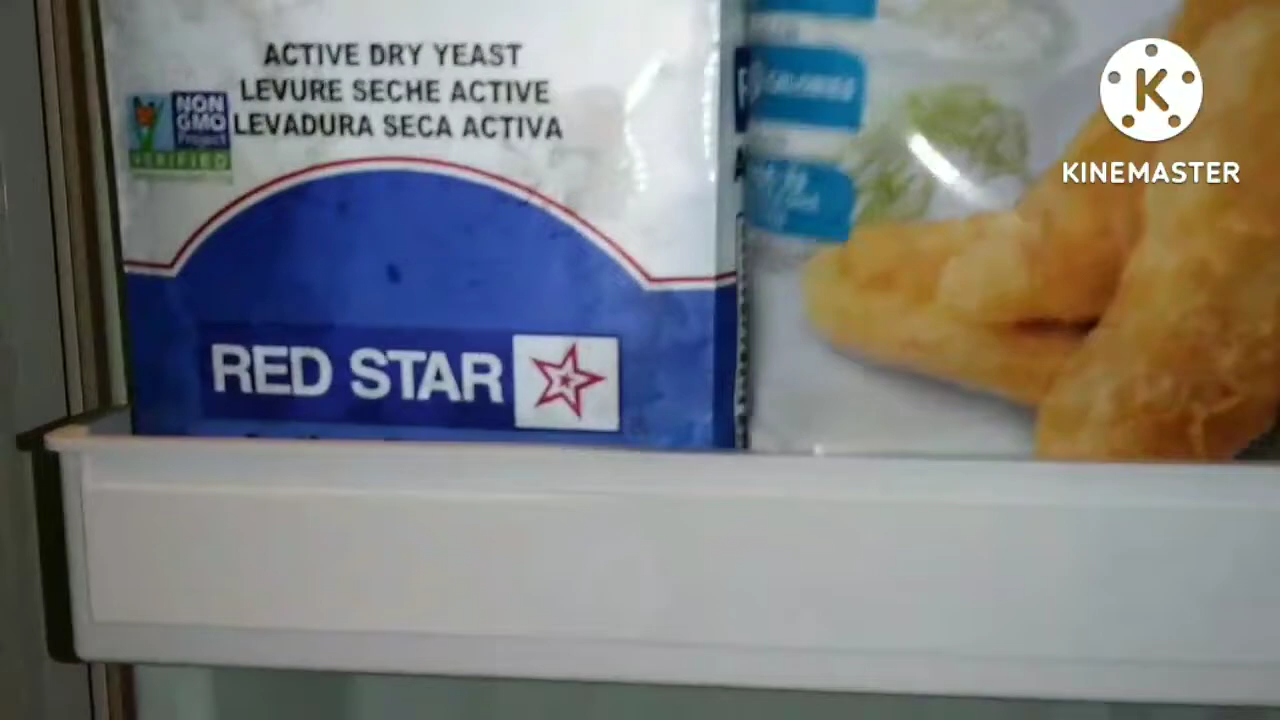 ACTIVE DRY YEAST
LEVURE SECHE ACTIVE
LEVADURA SECA ACTIVA
NON
GMO
Project
VERIFIED
RED STAR
K
KINEMASTER